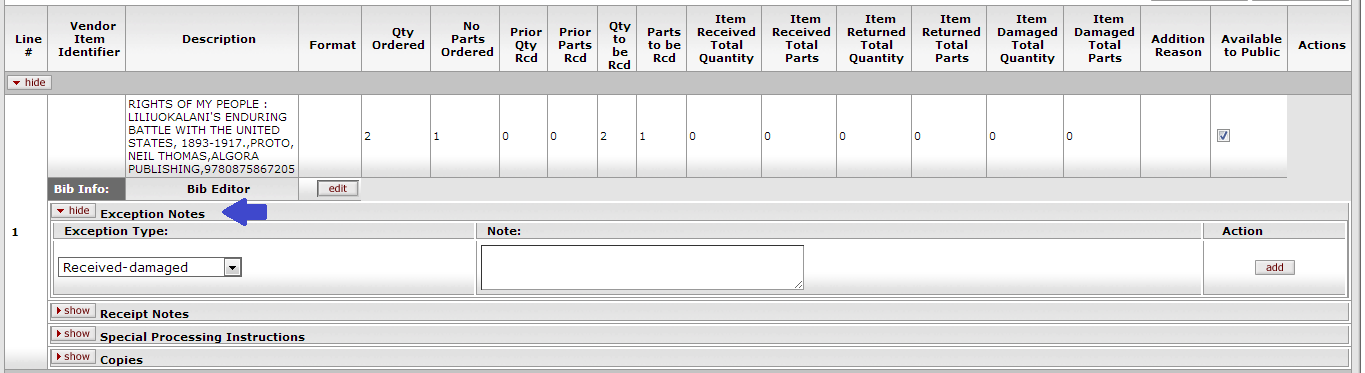 Line #
Vendor Item Identifier
Description
Format
Qty Ordered
No Parts Ordered
Prior Qty Rcd
Prior Parts Rcd
Qty to be Rcd
Parts to be Rcd
Item Received Total Quantity
Item Received Total Parts
Item Returned Total Quantity
Item Returned Total Parts
Item Damaged Total Quantity
Item Damaged Total Parts
Addition Reason
Available to Public
Actions
hide
RIGHTS OF MY PEOPLE :
LILIUOKALANI'S ENDURING
BATTLE WITH THE UNITED
STATES, 1893-1917.,PROTO,
NEIL THOMAS,ALGORA
PUBLISHING,9780875867205
2 1 0 0 2 1 0 0 0 0 0 0
Bib Info: Bib Editor edit
1
hide Exception Notes
Exception Type: Note: Action
Received-damaged add
show Receipt Notes
show Special Processing Instructions
show Copies